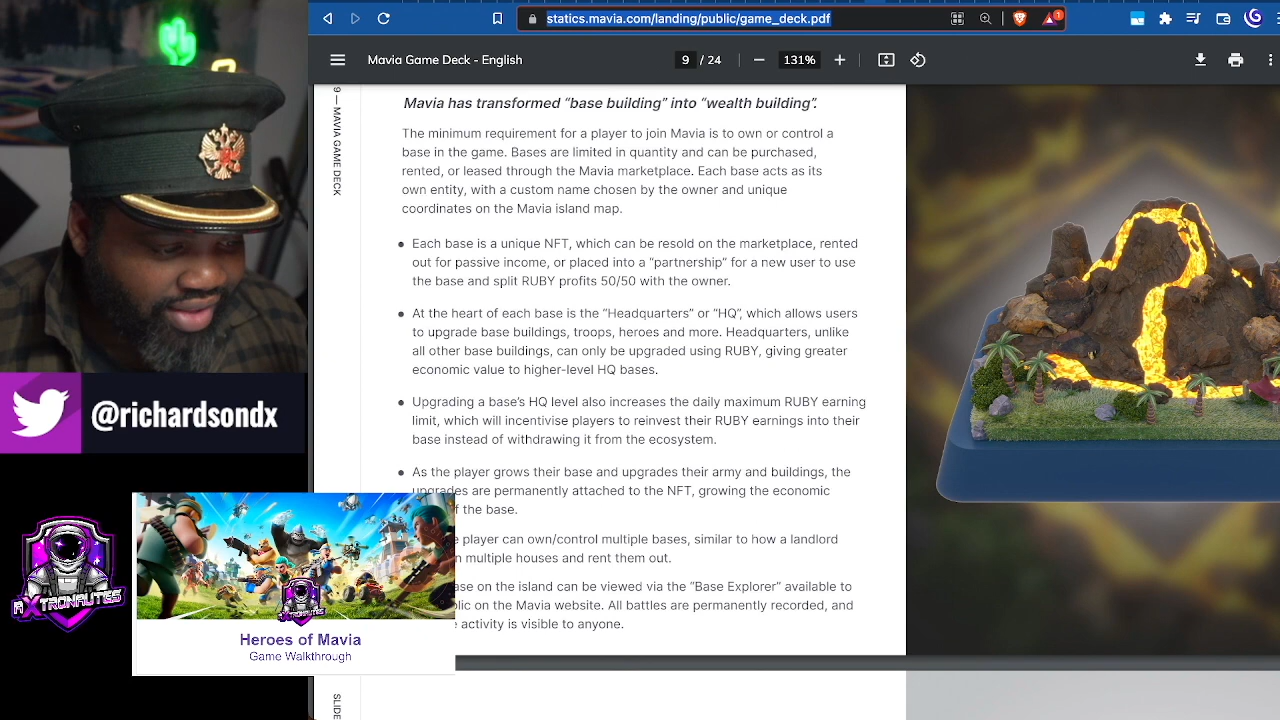 statics.mavia.com/landing/public/game_deck.pdf
1
Mavia Game Deck - English
9 / 24
131%
9 — MAVIA GAME DECK
Mavia has transformed “base building” into “wealth building”.
The minimum requirement for a player to join Mavia is to own or control a
base in the game. Bases are limited in quantity and can be purchased,
rented, or leased through the Mavia marketplace. Each base acts as its
own entity, with a custom name chosen by the owner and unique
coordinates on the Mavia island map.
Each base is a unique NFT, which can be resold on the marketplace, rented
out for passive income, or placed into a “partnership” for a new user to use
the base and split RUBY profits 50/50 with the owner.
At the heart of each base is the “Headquarters” or “HQ”, which allows users
to upgrade base buildings, troops, heroes and more. Headquarters, unlike
all other base buildings, can only be upgraded using RUBY, giving greater
economic value to higher-level HQ bases.
Upgrading a base’s HQ level also increases the daily maximum RUBY earning
limit, which will incentivise players to reinvest their RUBY earnings into their
base instead of withdrawing it from the ecosystem.
As the player grows their base and upgrades their army and buildings, the
upgrades are permanently attached to the NFT, growing the economic
of the base.
player can own/control multiple bases, similar to how a landlord
multiple houses and rent them out.
on the island can be viewed via the “Base Explorer” available to
on the Mavia website. All battles are permanently recorded, and
activity is visible to anyone.
SLIDE
@richardsondx
AXTRONAUTES
AXTRONAUTES
Heroes of Mavia
Game Walkthrough